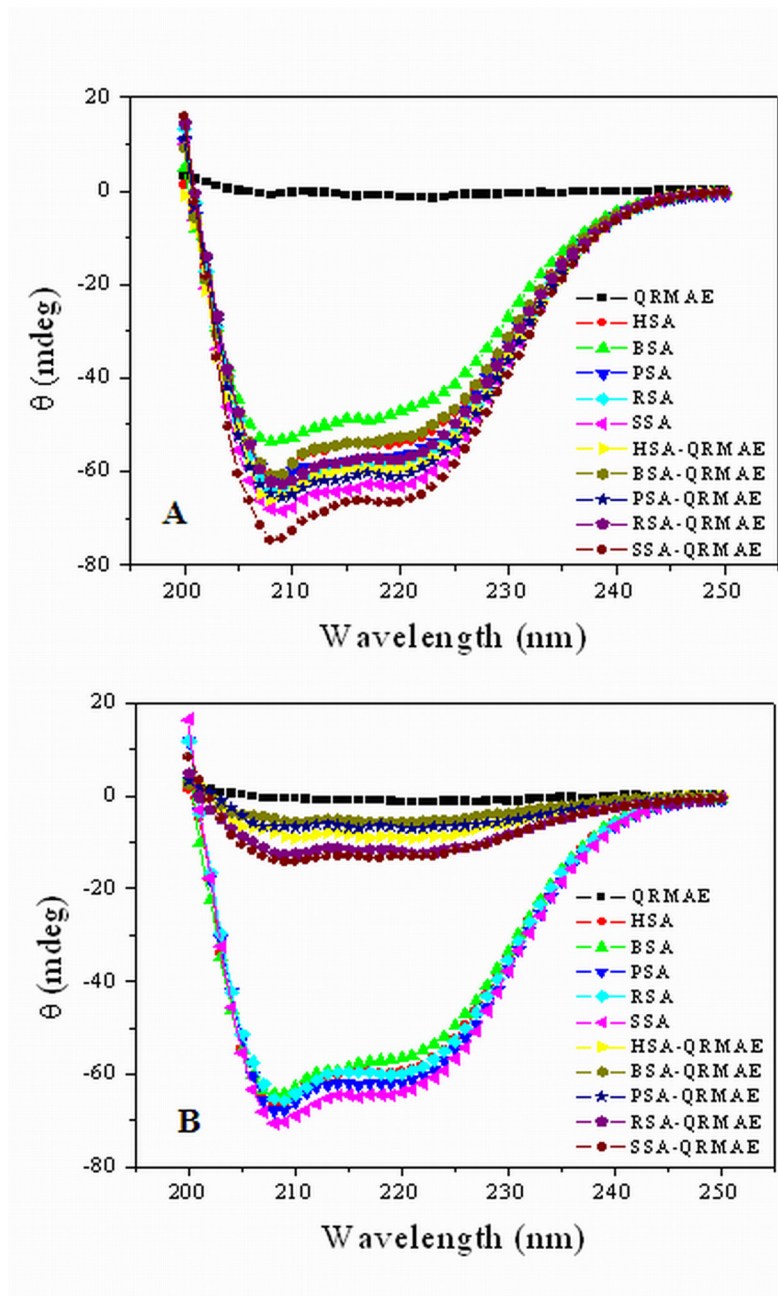 20
0
-20
-40
-60
-80
θ (mdeg)
QRMAE
HSA
BSA
PSA
RSA
SSA
HSA-QRMAE
BSA-QRMAE
PSA-QRMAE
RSA-QRMAE
SSA-QRMAE
A
200 210 220 230 240 250
Wavelength (nm)
20
0
-20
-40
-60
-80
θ (mdeg)
QRMAE
HSA
BSA
PSA
RSA
SSA
HSA-QRMAE
BSA-QRMAE
PSA-QRMAE
RSA-QRMAE
SSA-QRMAE
B
200 210 220 230 240 250
Wavelength (nm)